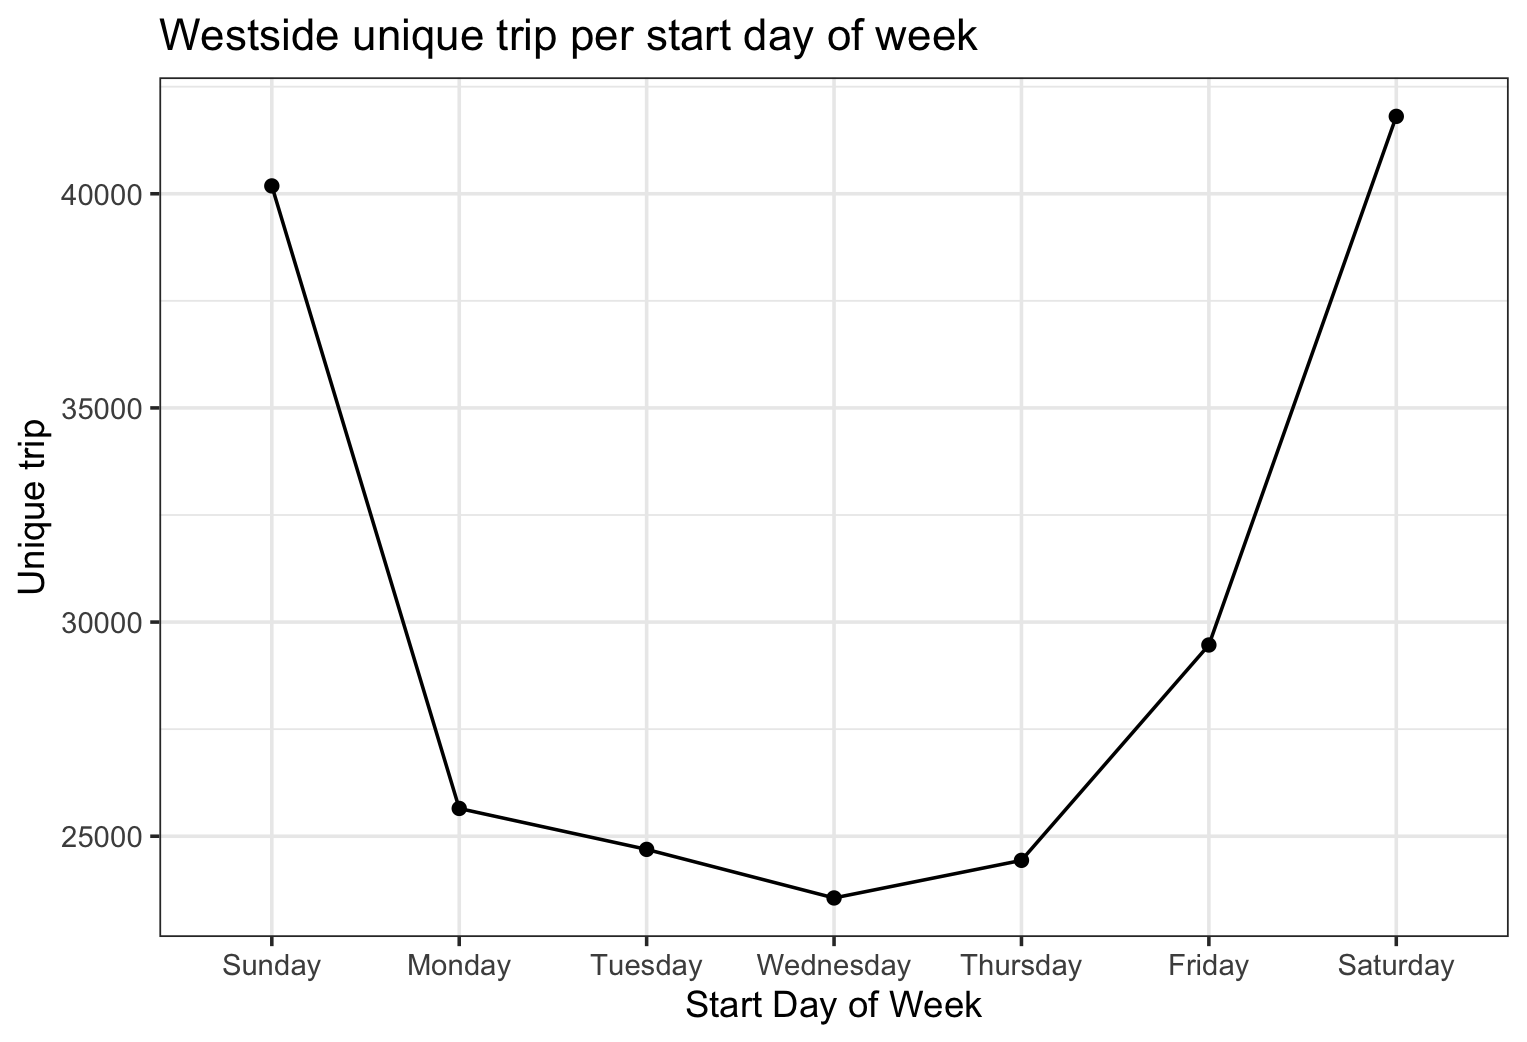 Westside unique trip per start day of week
40000
35000
30000
25000
Unique trip
Sunday Monday Tuesday Wednesday Thursday Friday Saturday
Start Day of Week